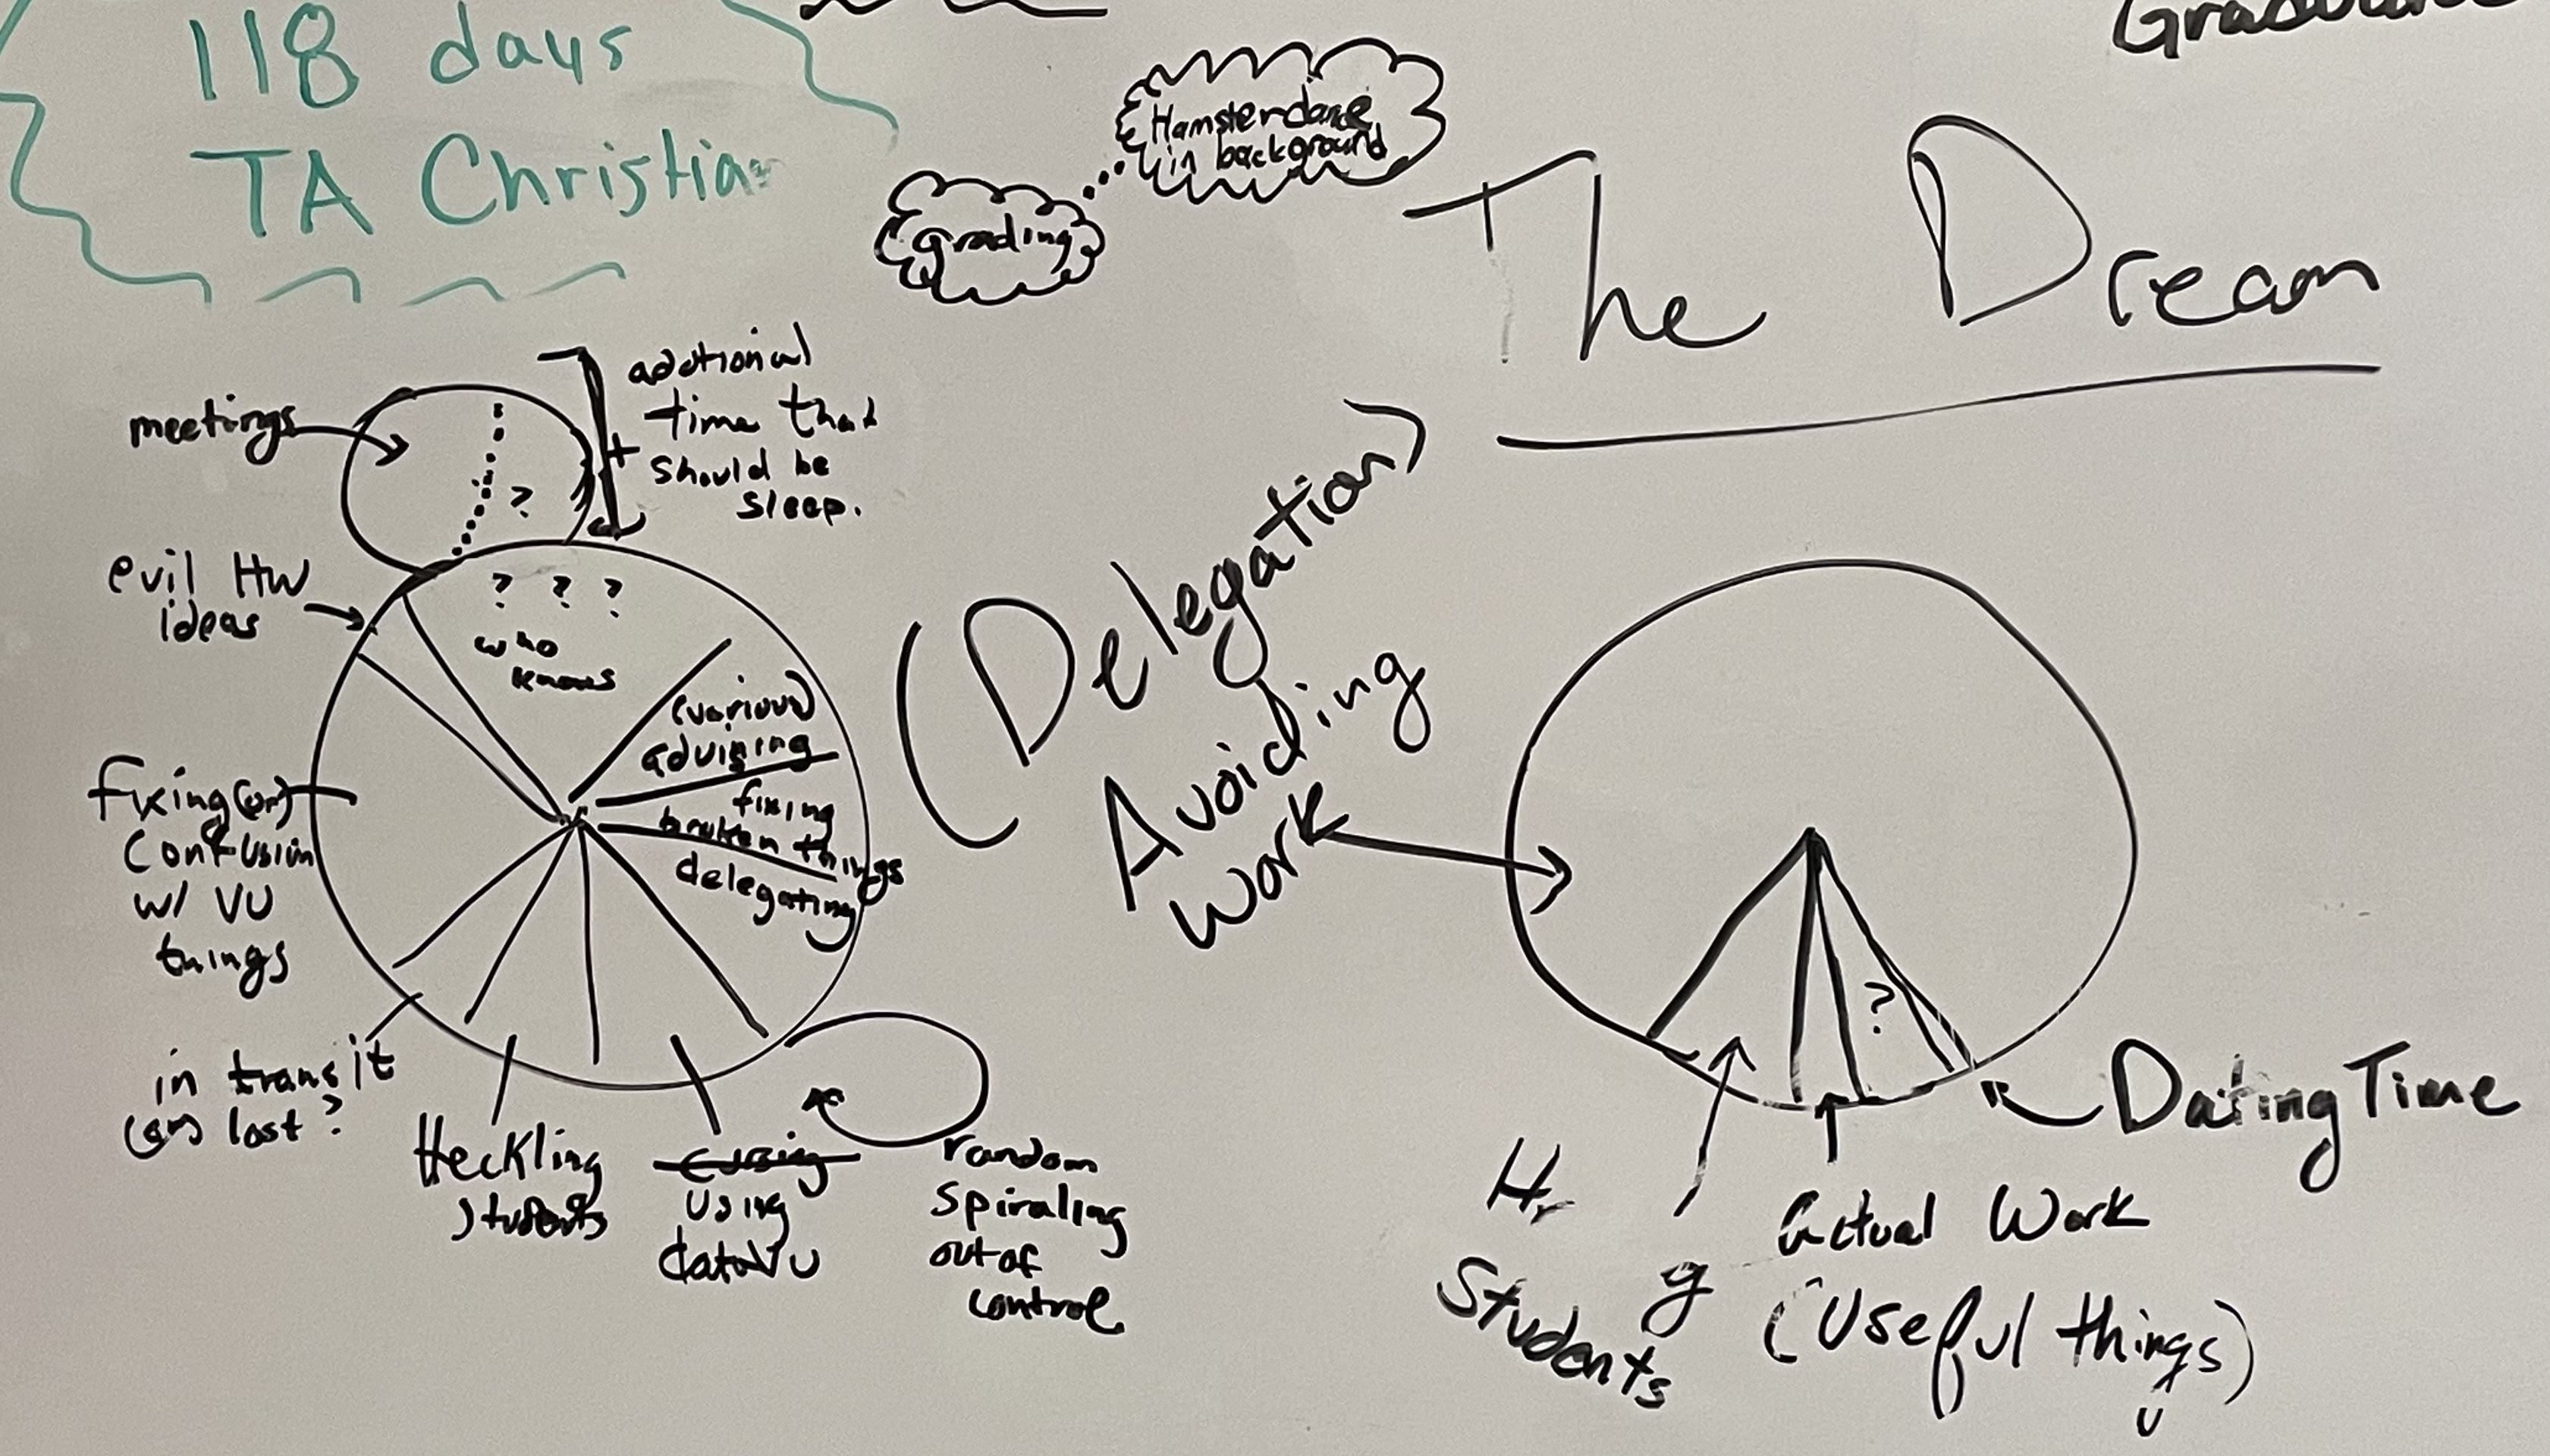 118 days
TA Christian
Hamsterdance
in background
Grading
The Dream
meetings
?
additional
time that
should be
sleep.
evil HW
ideas
? ? ?
who
knows
(various)
advising
fixing
broken things
delegating
fixing (or)
confusion
w/ VU
things
in transit
(or) lost?
Heckling
students
cursing
using
dataVU
random
spiraling
out of
control
(Delegation)
Avoiding
Work
?
Dating Time
H
g
Students
Actual Work
(Useful things)